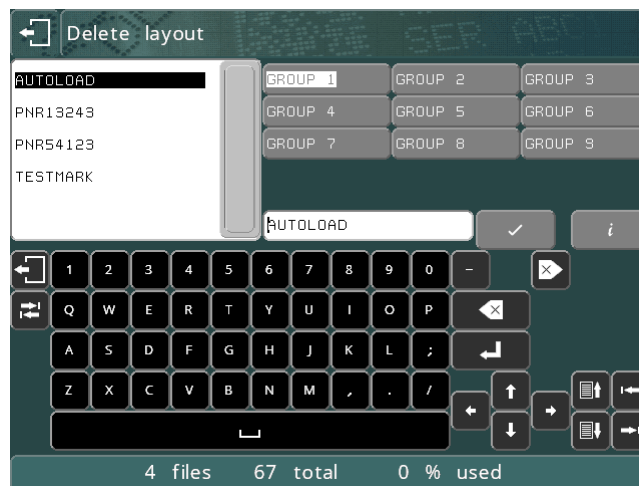 Delete layout
AUTOLOAD
PNR13243
PNR54123
TESTMARK
GROUP 1 GROUP 2 GROUP 3
GROUP 4 GROUP 5 GROUP 6
GROUP 7 GROUP 8 GROUP 9
AUTOLOAD
i
1 2 3 4 5 6 7 8 9 0 -
Q W E R T Y U I O P
A S D F G H J K L ;
Z X C V B N M , . /
4 files 67 total 0 % used